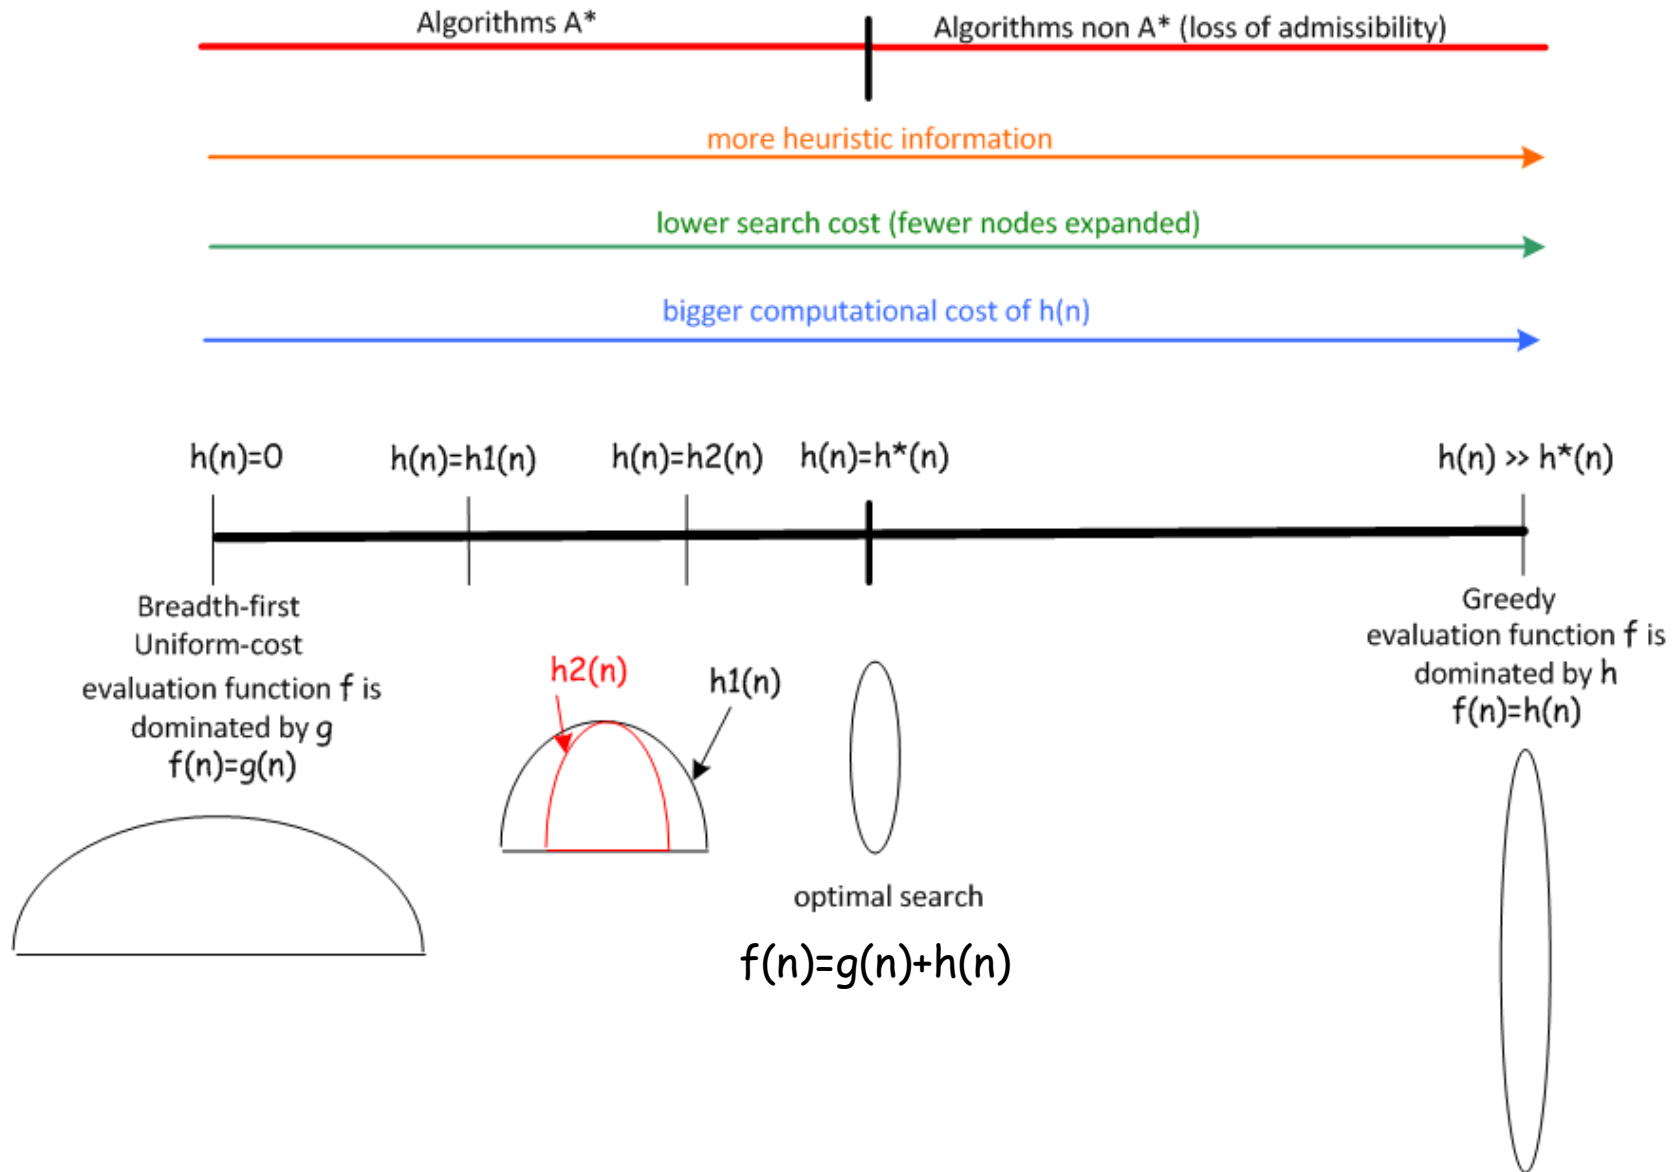 Algorithms A*
Algorithms non A* (loss of admissibility)
more heuristic information
lower search cost (fewer nodes expanded)
bigger computational cost of h(n)
h(n)=0
h(n)=h1(n)
h(n)=h2(n)
h(n)=h*(n)
h(n) >> h*(n)
Breadth-first
Uniform-cost
evaluation function f is
dominated by g
f(n)=g(n)
h2(n)
h1(n)
optimal search
f(n)=g(n)+h(n)
Greedy
evaluation function f is
dominated by h
f(n)=h(n)